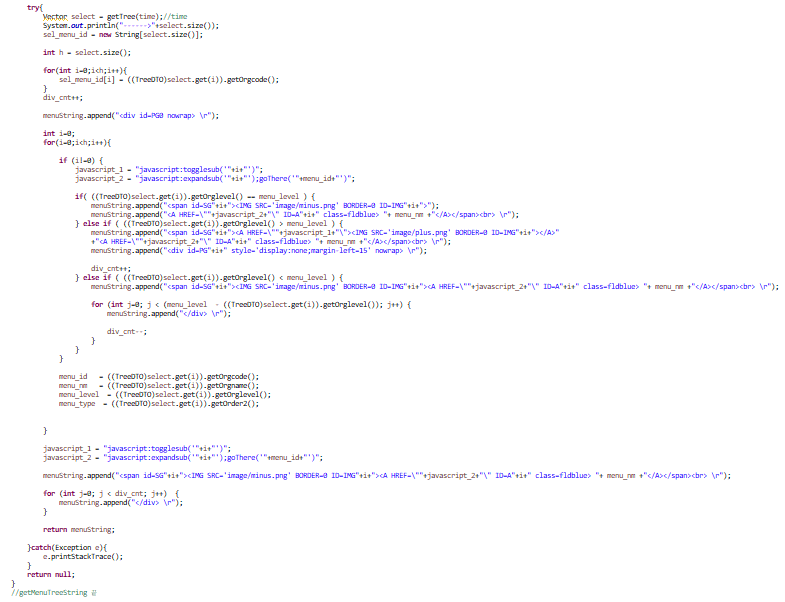 try{
Vector select = getTree(time);//time
System.out.println("------>"+select.size());
sel_menu_id = new String[select.size()];
int h = select.size();
for(int i=0;i<h;i++){
sel_menu_id[i] = ((TreeDTO)select.get(i)).getOrgcode();
}
div_cnt++;
menuString.append("<div id=PG0 nowrap> \r");
int i=0;
for(i=0;i<h;i++){
if (i!=0) {
javascript_1 = "javascript:togglesub('"+i+"')";
javascript_2 = "javascript:expandsub('"+i+"');goThere('"+menu_id+"')";
if( ((TreeDTO)select.get(i)).getOrglevel() == menu_level ) {
menuString.append("<span id=SG"+i+"><IMG SRC='image/minus.png' BORDER=0 ID=IMG"+i+">");
menuString.append("<A HREF=\""+javascript_2+"\" ID=A"+i+" class=fldblue> "+ menu_nm +"</A></span><br> \r");
} else if ( ((TreeDTO)select.get(i)).getOrglevel() > menu_level ) {
menuString.append("<span id=SG"+i+"><A HREF=\""+javascript_1+"\"><IMG SRC='image/plus.png' BORDER=0 ID=IMG"+i+"></A>"
+"<A HREF=\""+javascript_2+"\" ID=A"+i+" class=fldblue> "+ menu_nm +"</A></span><br> \r");
menuString.append("<div id=PG"+i+" style='display:none;margin-left=15' nowrap> \r");
div_cnt++;
} else if ( ((TreeDTO)select.get(i)).getOrglevel() < menu_level ) {
menuString.append("<span id=SG"+i+"><IMG SRC='image/minus.png' BORDER=0 ID=IMG"+i+"><A HREF=\""+javascript_2+"\" ID=A"+i+" class=fldblue> "+ menu_nm +"</A></span><br> \r");
for (int j=0; j < (menu_level - ((TreeDTO)select.get(i)).getOrglevel()); j++) {
menuString.append("</div> \r");
div_cnt--;
}
}
}
menu_id = ((TreeDTO)select.get(i)).getOrgcode();
menu_nm = ((TreeDTO)select.get(i)).getOrgname();
menu_level = ((TreeDTO)select.get(i)).getOrglevel();
menu_type = ((TreeDTO)select.get(i)).getOrder2();
}
javascript_1 = "javascript:togglesub('"+i+"')";
javascript_2 = "javascript:expandsub('"+i+"');goThere('"+menu_id+"')";
menuString.append("<span id=SG"+i+"><IMG SRC='image/minus.png' BORDER=0 ID=IMG"+i+"><A HREF=\""+javascript_2+"\" ID=A"+i+" class=fldblue> "+ menu_nm +"</A></span><br> \r");
for (int j=0; j < div_cnt; j++) {
menuString.append("</div> \r");
}
return menuString;
}catch(Exception e){
e.printStackTrace();
}
return null;
}
//getMenuTreeString 끝